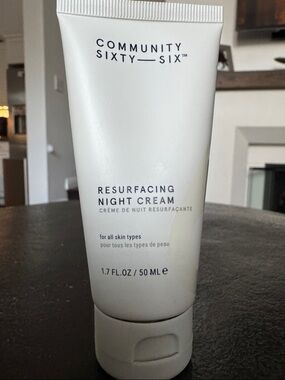 COMMUNITY
SIXTY—SIX™
RESURFACING
NIGHT CREAM
CRÈME DE NUIT RESURFAÇANTE
for all skin types
pour tous les types de peau
1.7 FL.OZ / 50 ML ℮